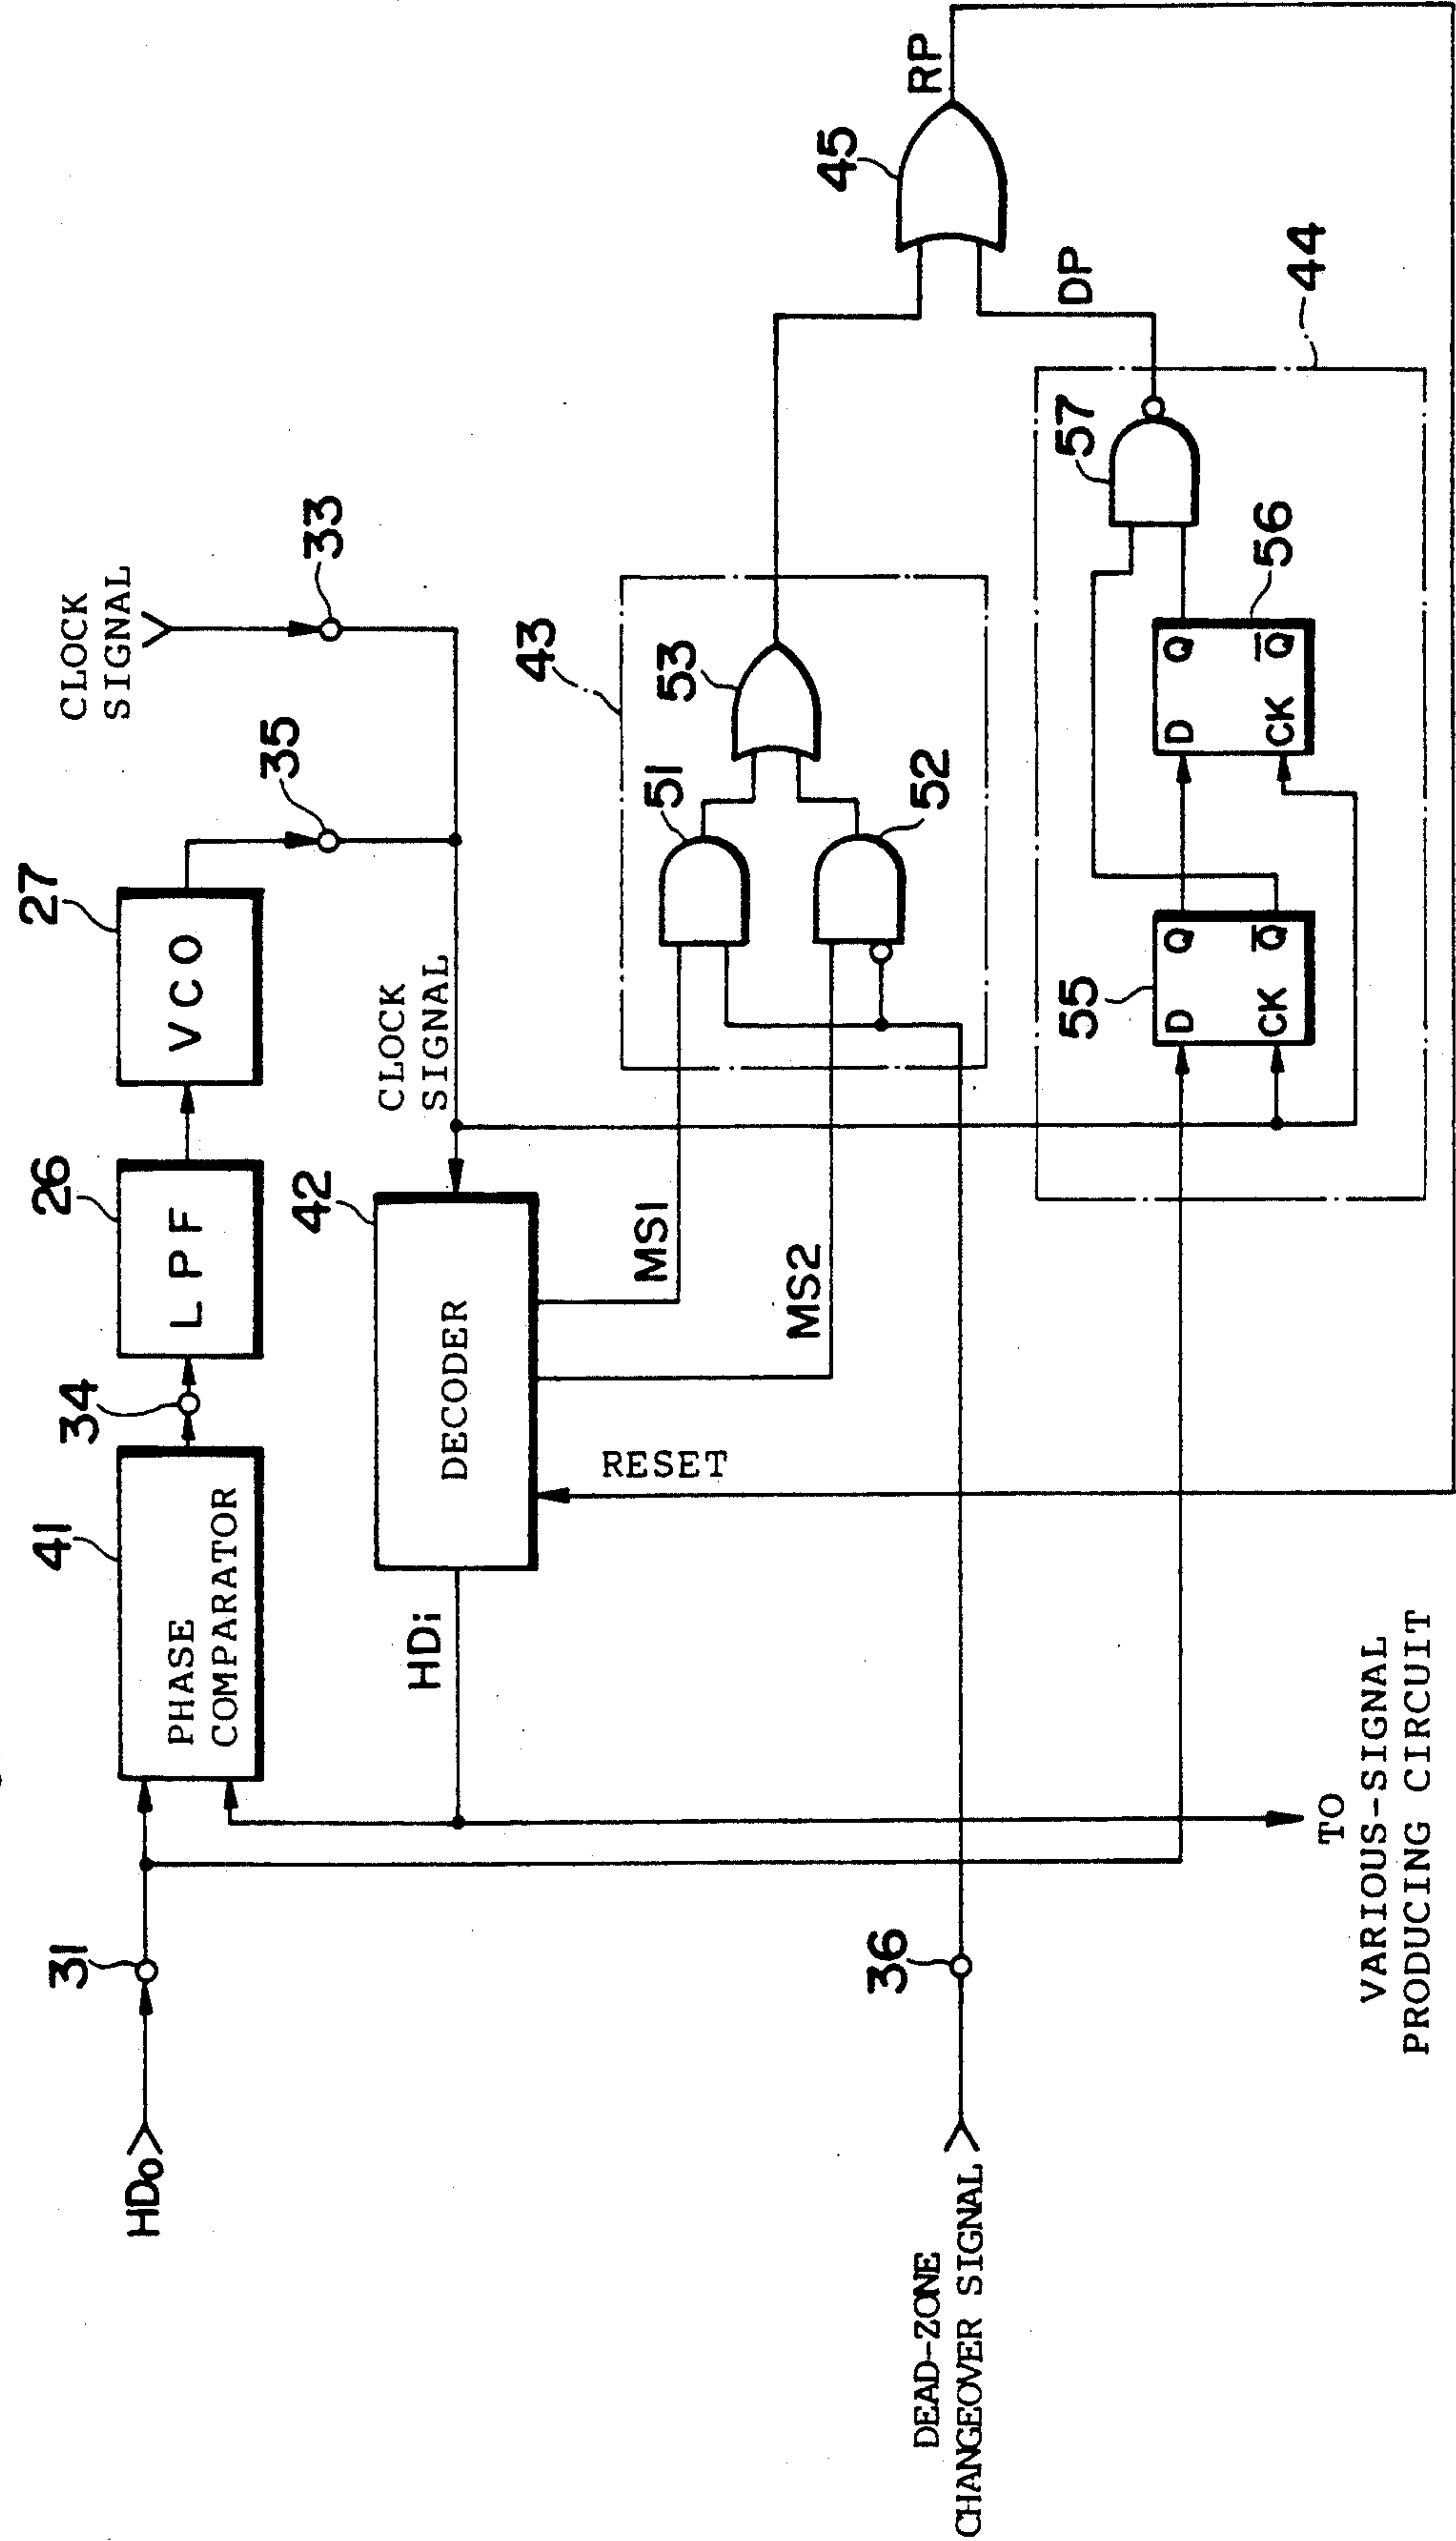 HD₀
31
41
PHASE
COMPARATOR
34
26
LPF
27
VCO
35
33
CLOCK
SIGNAL
CLOCK
SIGNAL
42
DECODER
HDi
RESET
MS1
MS2
43
51
52
53
45
RP
DP
44
55
D
Q
CK
Q̅
56
D
Q
CK
Q̅
57
36
DEAD-ZONE
CHANGEOVER SIGNAL
TO
VARIOUS-SIGNAL
PRODUCING CIRCUIT